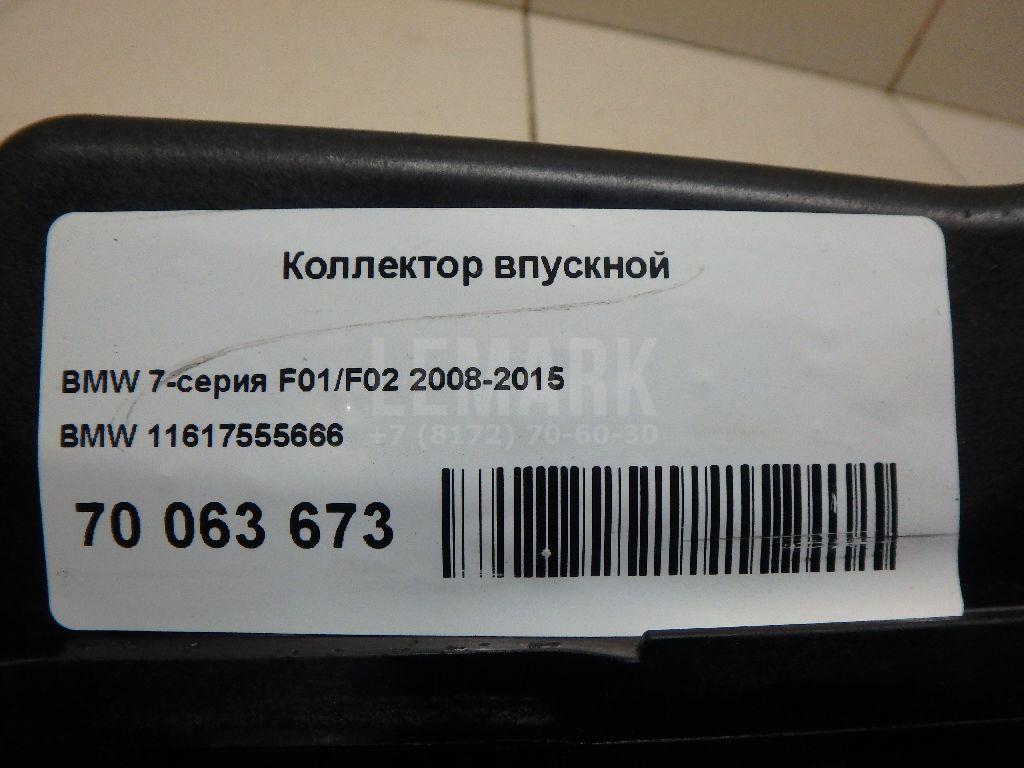 Коллектор впускной
LEMARK
BMW 7-серия F01/F02 2008-2015
BMW 11617555666
+7 (8172) 70-60-30
70 063 673